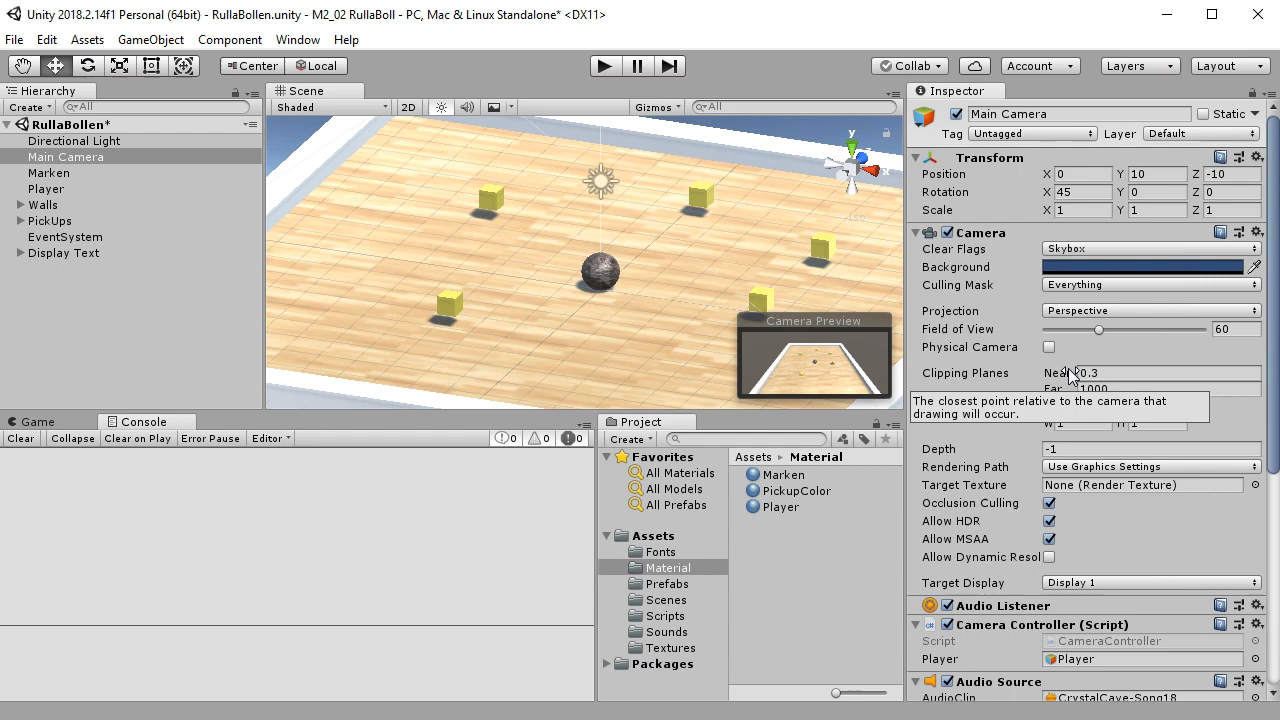 Unity 2018.2.14f1 Personal (64bit) - RullaBollen.unity - M2_02 RullaBoll - PC, Mac & Linux Standalone* <DX11>
File Edit Assets GameObject Component Window Help
Center Local Collab Account Layers Layout
Hierarchy
Create All
RullaBollen*
Directional Light
Main Camera
Marken
Player
Walls
PickUps
EventSystem
Display Text
Scene
Shaded 2D Gizmos All
y
x
Camera Preview
Game Console
Clear Collapse Clear on Play Error Pause Editor 0 0 0
Project
Create
Favorites
All Materials
All Models
All Prefabs
Assets
Fonts
Material
Prefabs
Scenes
Scripts
Sounds
Textures
Packages
Assets Material
Marken
PickupColor
Player
Inspector
Main Camera Static
Tag Untagged Layer Default
Transform
Position X 0 Y 10 Z -10
Rotation X 45 Y 0 Z 0
Scale X 1 Y 1 Z 1
Camera
Clear Flags Skybox
Background
Culling Mask Everything
Projection Perspective
Field of View 60
Physical Camera
Clipping Planes Near 0.3
Far 1000
The closest point relative to the camera that
drawing will occur.
W 1 H 1
Depth -1
Rendering Path Use Graphics Settings
Target Texture None (Render Texture)
Occlusion Culling
Allow HDR
Allow MSAA
Allow Dynamic Resol
Target Display Display 1
Audio Listener
Camera Controller (Script)
Script CameraController
Player Player
Audio Source
AudioClip CrystalCave-Song18